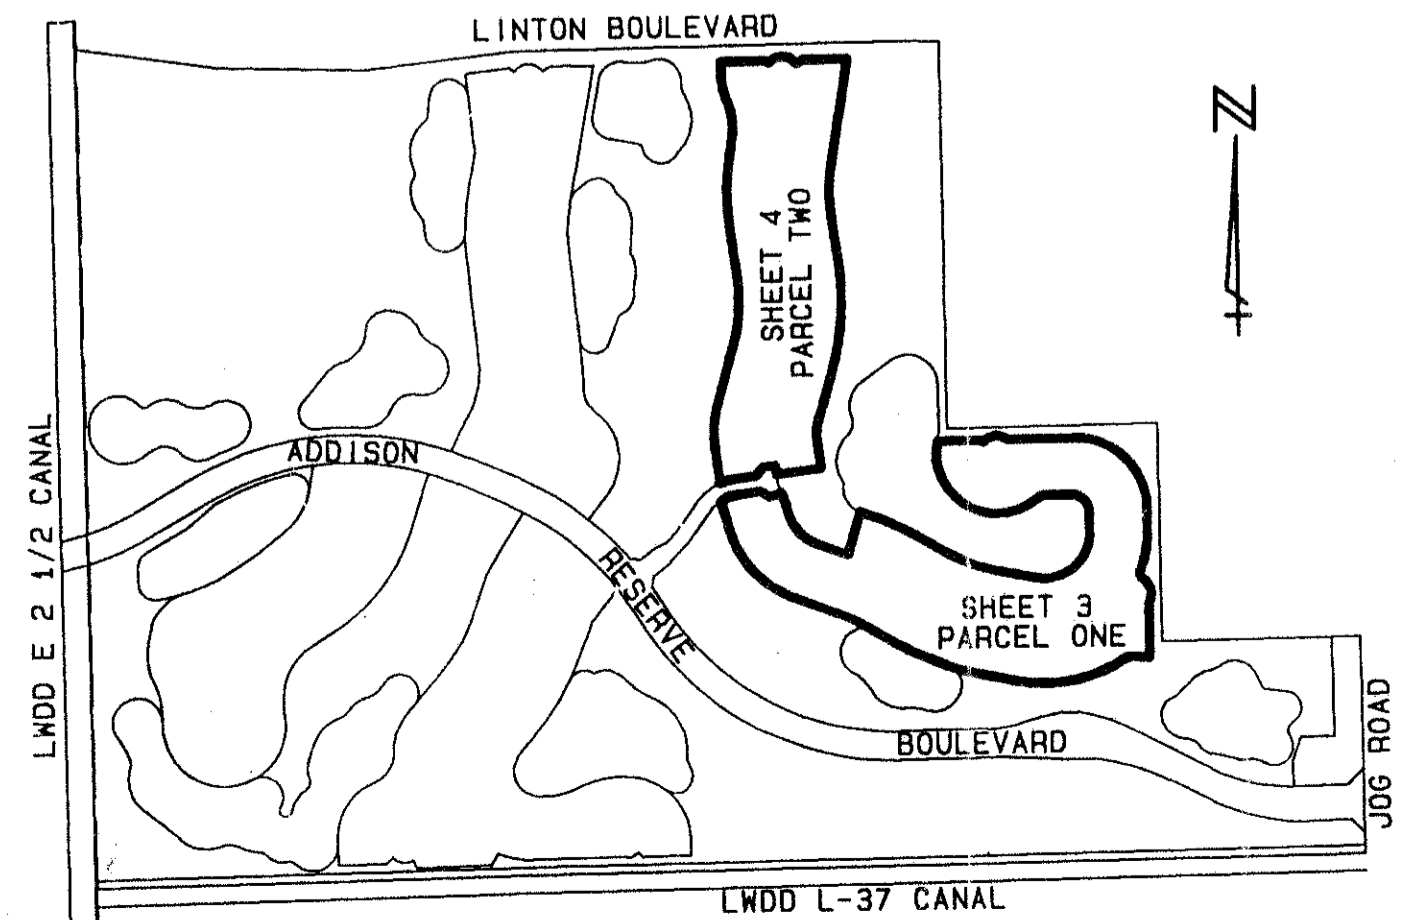 LINTON BOULEVARD
N
SHEET 4
PARCEL TWO
ADDISON
RESERVE
BOULEVARD
SHEET 3
PARCEL ONE
LWDD E 2 1/2 CANAL
JOG ROAD
LWDD L-37 CANAL